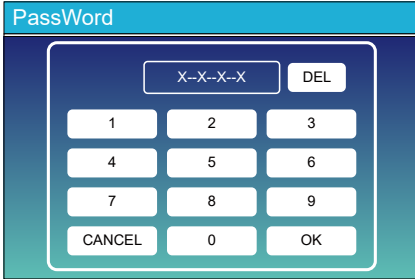 PassWord
X--X--X--X DEL
1 2 3
4 5 6
7 8 9
CANCEL 0 OK